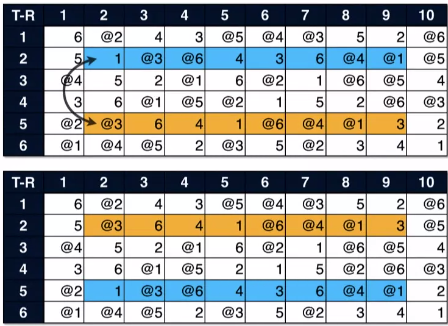 T-R 1 2 3 4 5 6 7 8 9 10
1 6 @2 4 3 @5 @4 @3 5 2 @6
2 5 1 @3 @6 4 3 6 @4 @1 @5
3 @4 5 2 @1 6 @2 1 @6 @5 4
4 3 6 @1 @5 @2 1 5 2 @6 @3
5 @2 @3 6 4 1 @6 @4 @1 3 2
6 @1 @4 @5 2 @3 5 @2 3 4 1
T-R 1 2 3 4 5 6 7 8 9 10
1 6 @2 4 3 @5 @4 @3 5 2 @6
2 5 @3 6 4 1 @6 @4 @1 3 @5
3 @4 5 2 @1 6 @2 1 @6 @5 4
4 3 6 @1 @5 2 1 5 @2 @6 @3
5 @2 1 @3 @6 4 3 6 @4 @1 2
6 @1 @4 @5 2 @3 5 @2 3 4 1